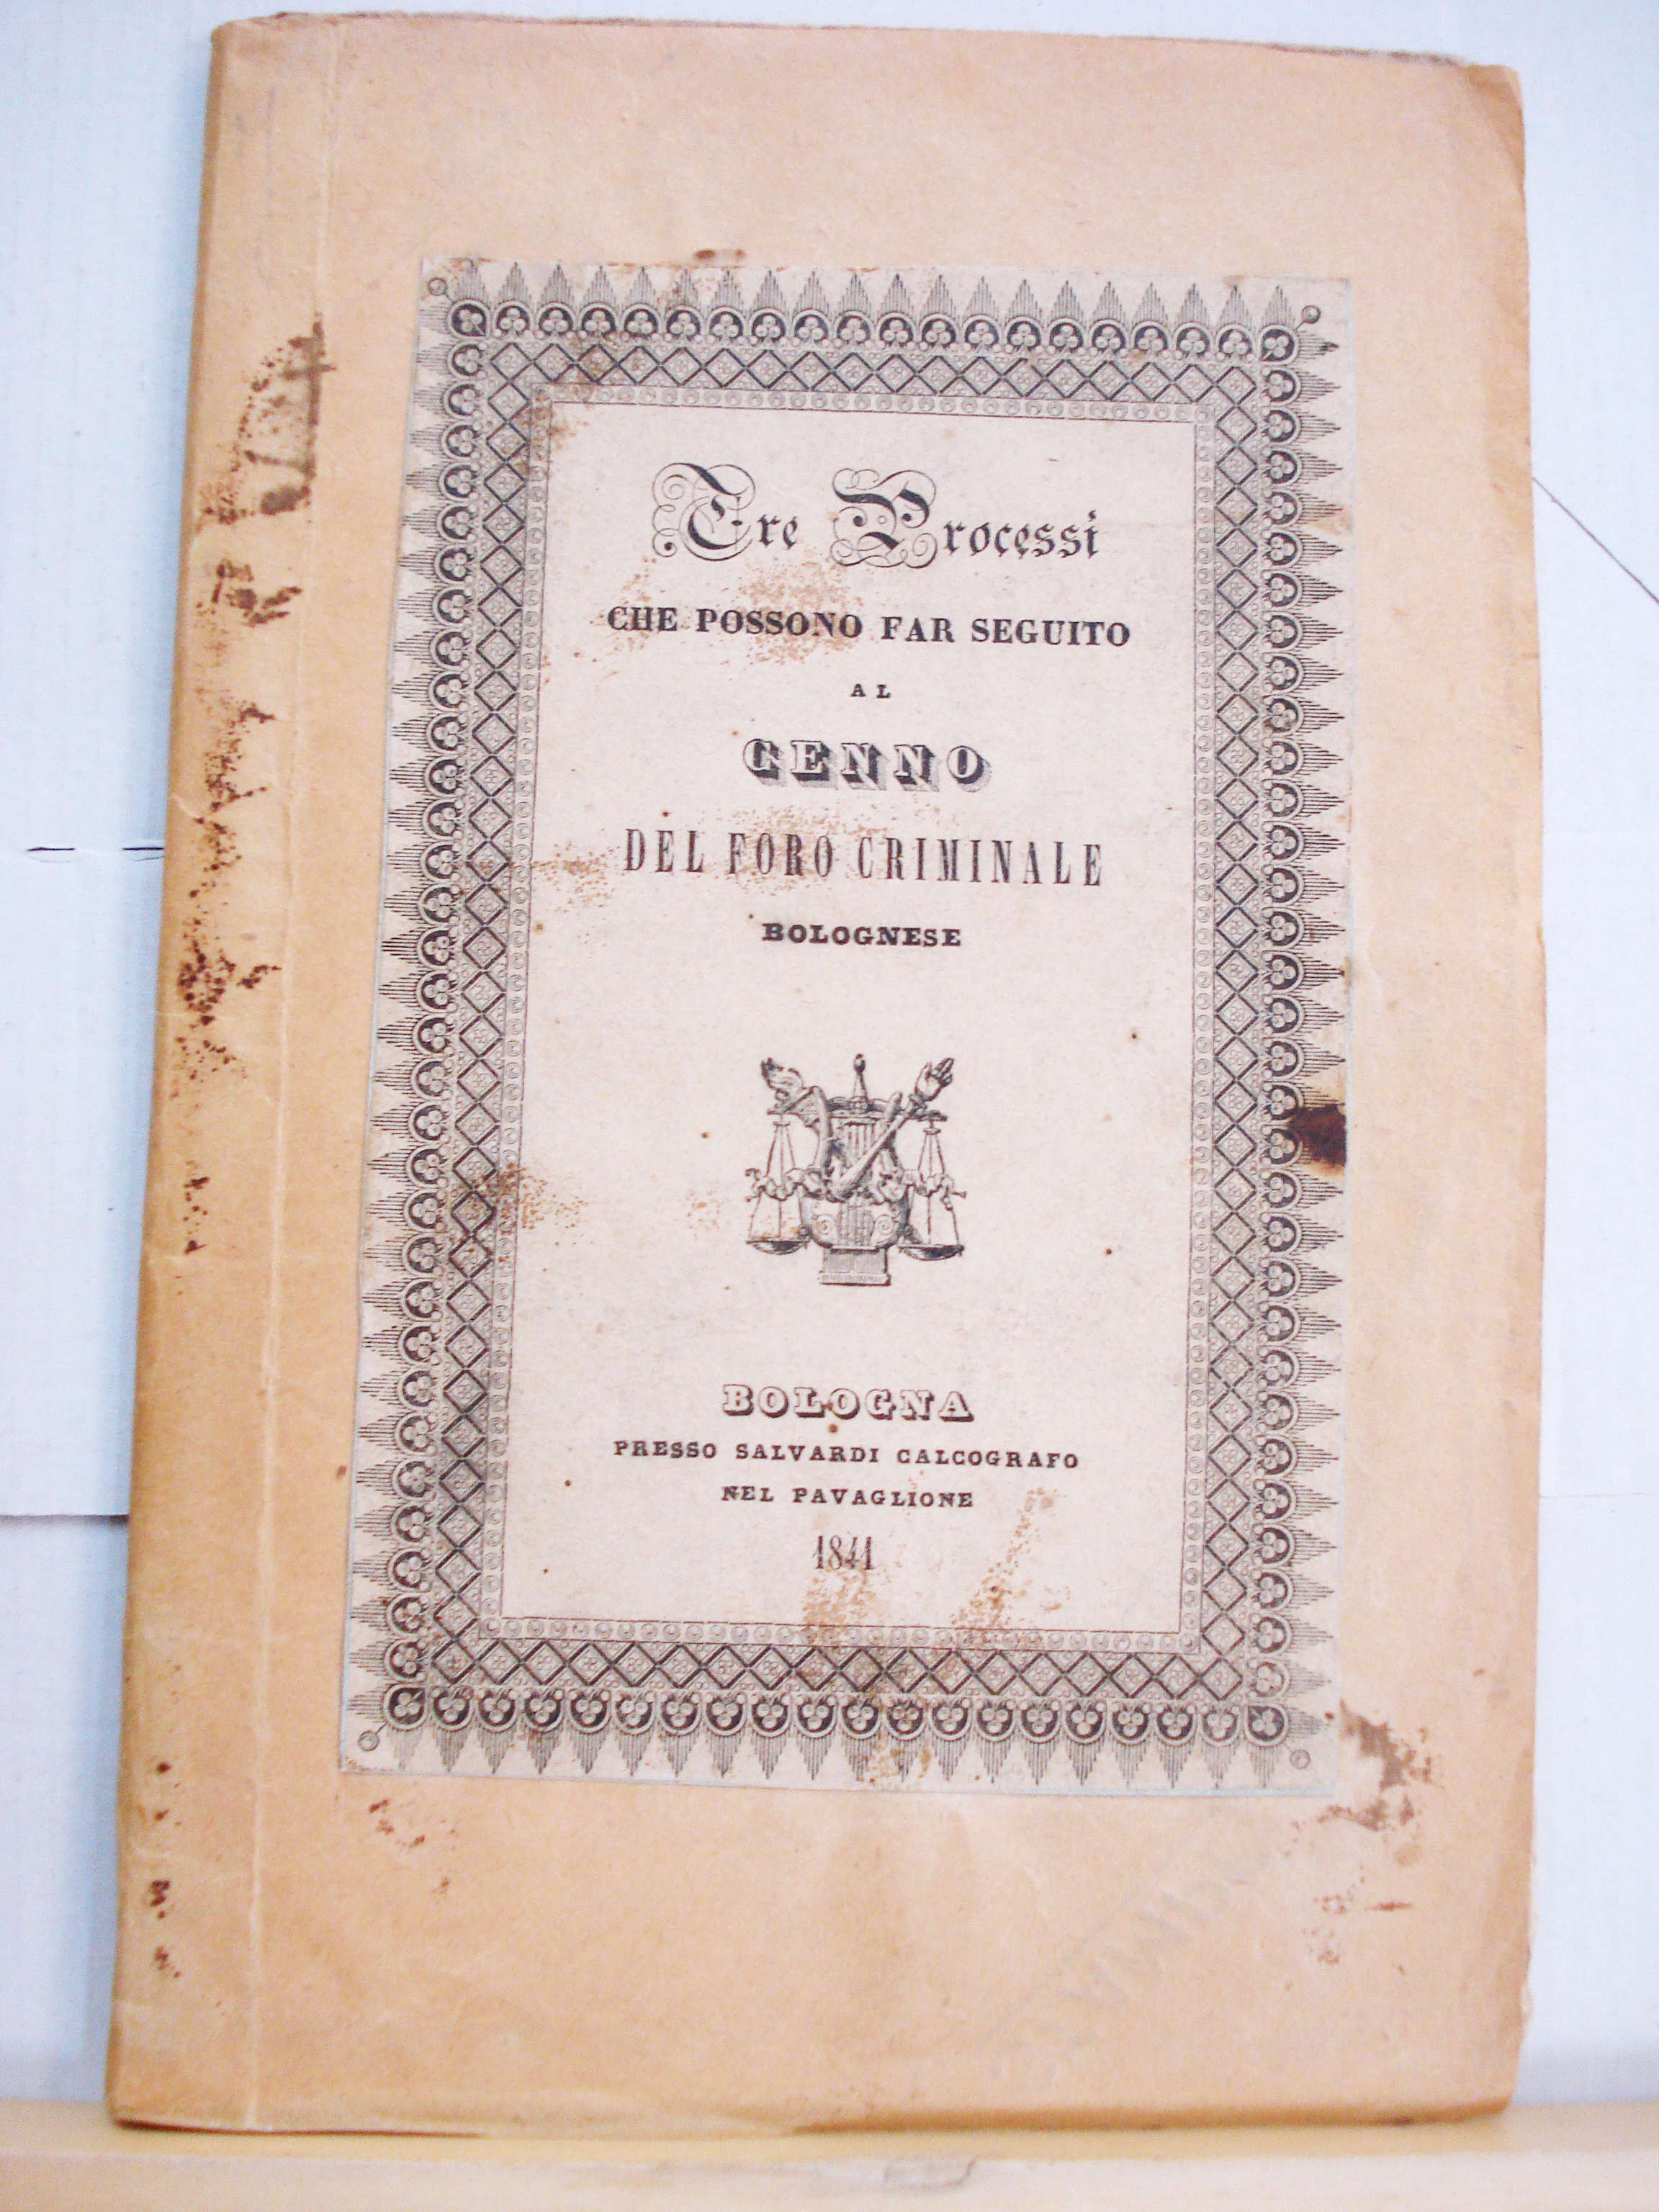 Tre Processi
CHE POSSONO FAR SEGUITO
AL
CENNO
DEL FORO CRIMINALE
BOLOGNESE
BOLOGNA
PRESSO SALVARDI CALCOGRAFO
NEL PAVAGLIONE
1841